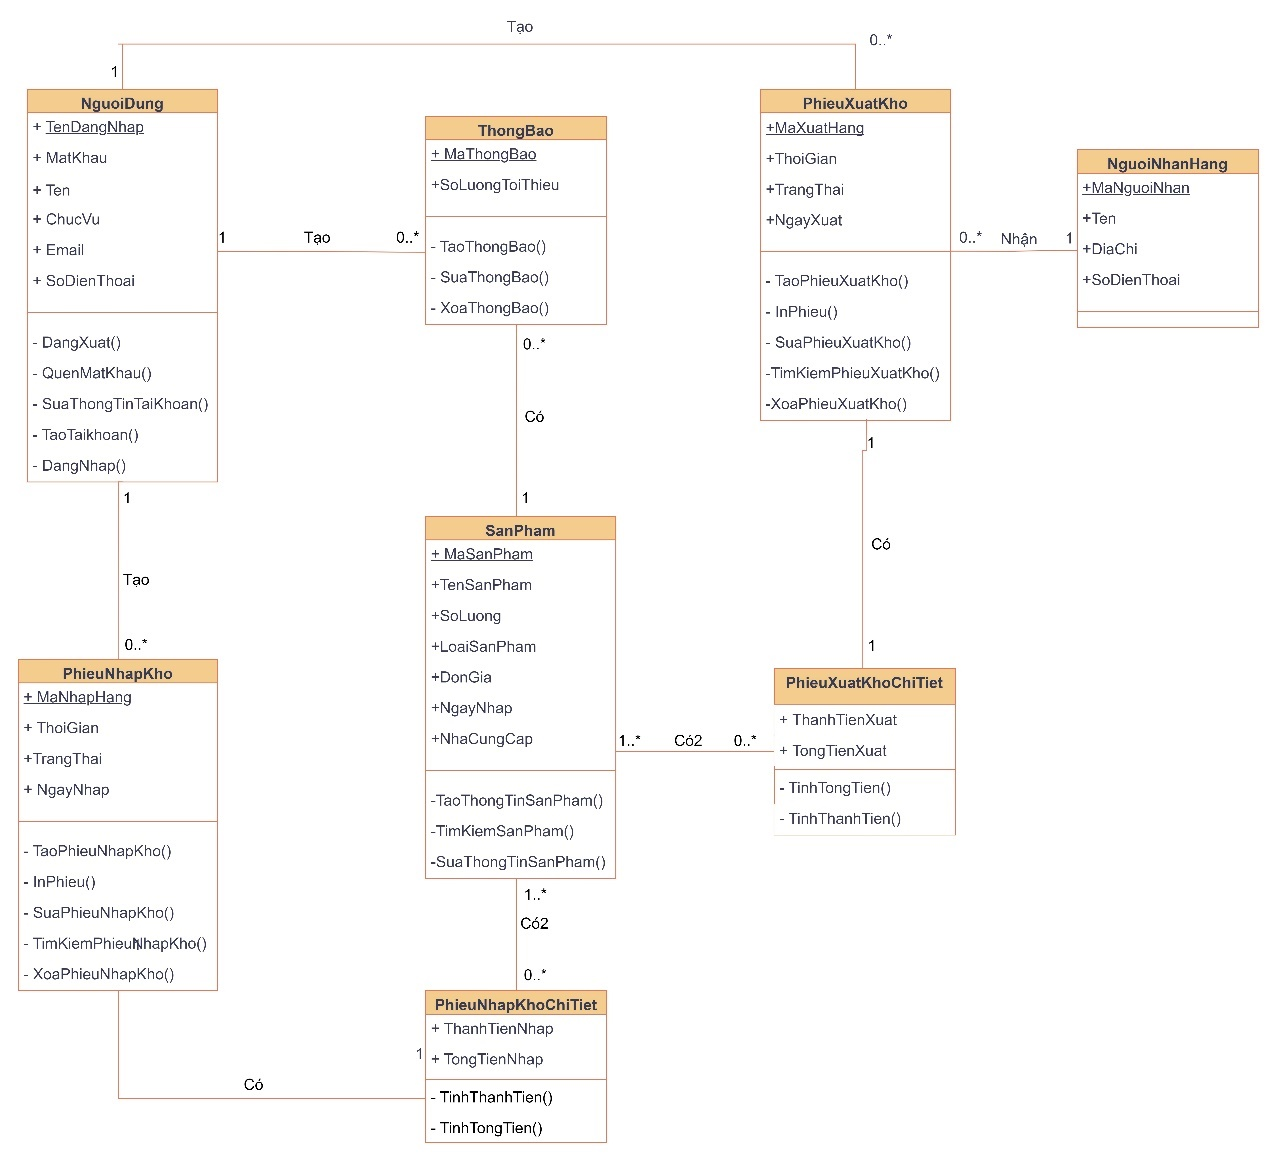 Tạo
0..*
1
NguoiDung
+ TenDangNhap
+ MatKhau
+ Ten
+ ChucVu
+ Email
+ SoDienThoai
- DangXuat()
- QuenMatKhau()
- SuaThongTinTaiKhoan()
- TaoTaikhoan()
- DangNhap()
1
Tạo
0..*
ThongBao
+ MaThongBao
+SoLuongToiThieu
- TaoThongBao()
- SuaThongBao()
- XoaThongBao()
PhieuXuatKho
+MaXuatHang
+ThoiGian
+TrangThai
+NgayXuat
- TaoPhieuXuatKho()
- InPhieu()
- SuaPhieuXuatKho()
-TimKiemPhieuXuatKho()
-XoaPhieuXuatKho()
0..*
Nhận
1
NguoiNhanHang
+MaNguoiNhan
+Ten
+DiaChi
+SoDienThoai
0..*
Có
1
1
Có
1
1
Tạo
0..*
SanPham
+ MaSanPham
+TenSanPham
+SoLuong
+LoaiSanPham
+DonGia
+NgayNhap
+NhaCungCap
-TaoThongTinSanPham()
-TimKiemSanPham()
-SuaThongTinSanPham()
1..*
Có2
0..*
PhieuXuatKhoChiTiet
+ ThanhTienXuat
+ TongTienXuat
- TinhTongTien()
- TinhThanhTien()
PhieuNhapKho
+ MaNhapHang
+ ThoiGian
+TrangThai
+ NgayNhap
- TaoPhieuNhapKho()
- InPhieu()
- SuaPhieuNhapKho()
- TimKiemPhieuNhapKho()
- XoaPhieuNhapKho()
1..*
Có2
0..*
PhieuNhapKhoChiTiet
+ ThanhTienNhap
+ TongTienNhap
- TinhThanhTien()
- TinhTongTien()
1
Có